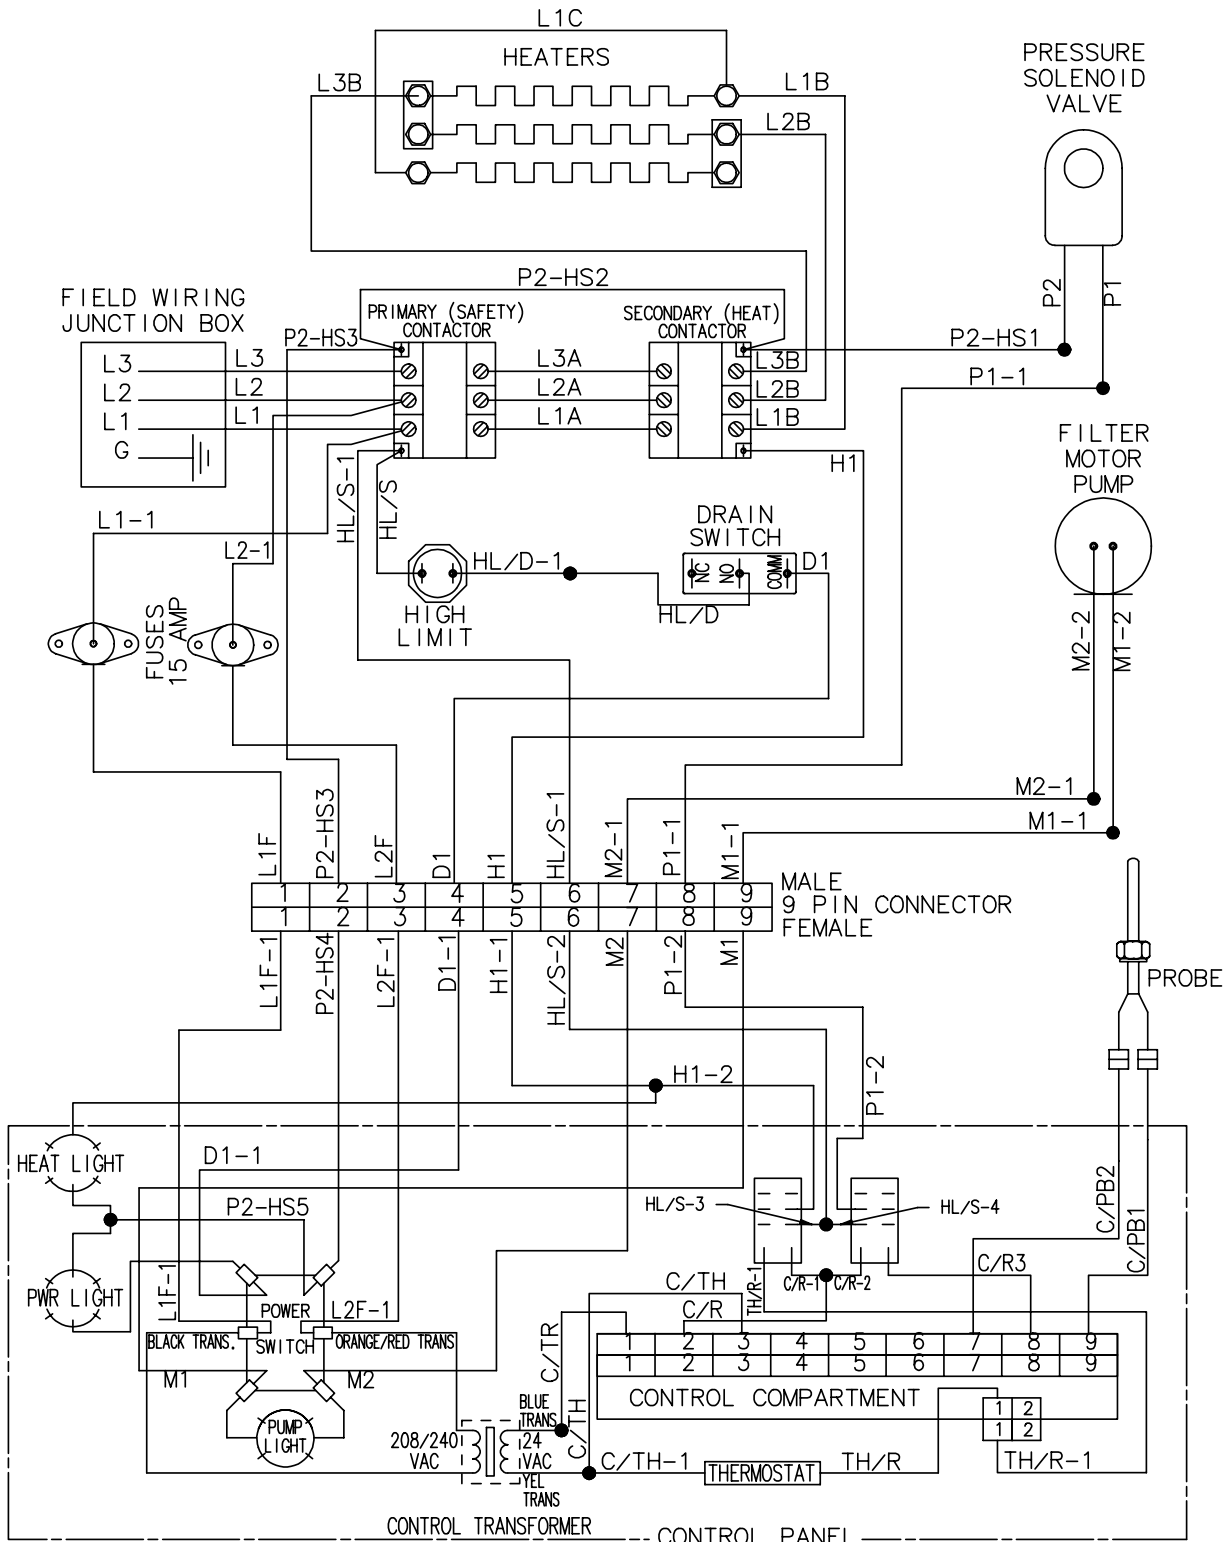 L1C
HEATERS
L3B
L1B
L2B
PRESSURE
SOLENOID
VALVE
P2
P1
P2-HS2
FIELD WIRING
JUNCTION BOX
PRIMARY (SAFETY)
CONTACTOR
SECONDARY (HEAT)
CONTACTOR
P2-HS3
P2-HS1
L3
L3
L3A
L3B
P1-1
L2
L2
L2A
L2B
L1
L1
L1A
L1B
G
H1
FILTER
MOTOR
PUMP
HL/S-1
HL/S
L1-1
L2-1
DRAIN
SWITCH
HL/D-1
NC
NO
COMM
D1
HIGH
LIMIT
HL/D
FUSES
15 AMP
M2-2
M1-2
M2-1
M1-1
L1F
P2-HS3
L2F
D1
H1
HL/S-1
M2-1
P1-1
M1-1
1 2 3 4 5 6 7 8 9
1 2 3 4 5 6 7 8 9
MALE
9 PIN CONNECTOR
FEMALE
L1F-1
P2-HS4
L2F-1
D1-1
H1-1
HL/S-2
M2
P1-2
M1
PROBE
H1-2
P1-2
HEAT LIGHT
D1-1
P2-HS5
HL/S-3
HL/S-4
C/PB2
C/PB1
PWR LIGHT
L1F-1
POWER
SWITCH
L2F-1
BLACK TRANS.
ORANGE/RED TRANS
C/TH
C/R
TH/R-1
C/R-1
C/R-2
C/R3
C/TR
1 2 3 4 5 6 7 8 9
1 2 3 4 5 6 7 8 9
M1
M2
CONTROL COMPARTMENT
1 2
1 2
PUMP
LIGHT
BLUE
TRANS
C/TH
208/240
VAC
24
VAC
YEL
TRANS
C/TH-1
THERMOSTAT
TH/R
TH/R-1
CONTROL TRANSFORMER
CONTROL PANEL